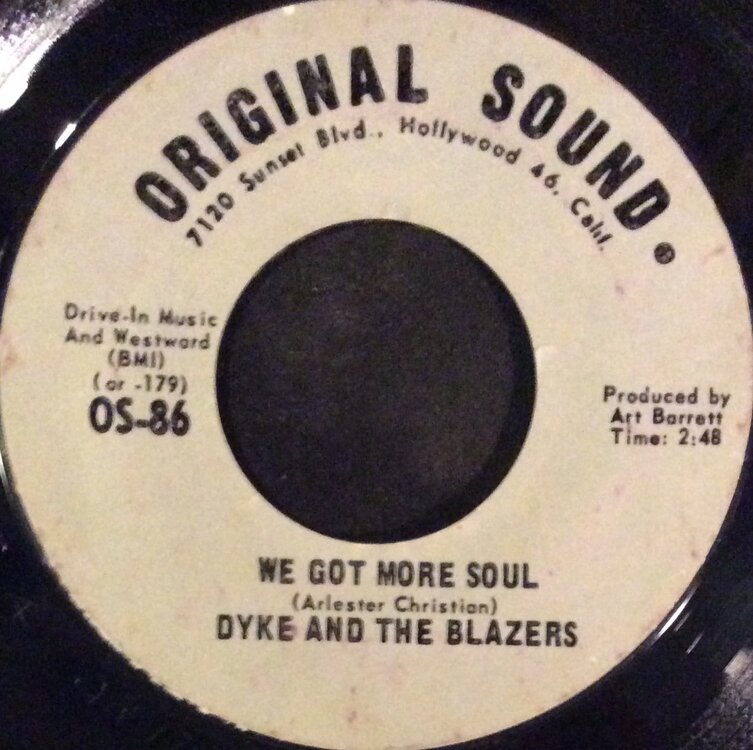 ORIGINAL SOUND®
7120 Sunset Blvd., Hollywood 46, Calif.
Drive-In Music
And Westward
(BMI)
(or -179)
OS-86
Produced by
Art Barrett
Time: 2:48
WE GOT MORE SOUL
(Arlester Christian)
DYKE AND THE BLAZERS